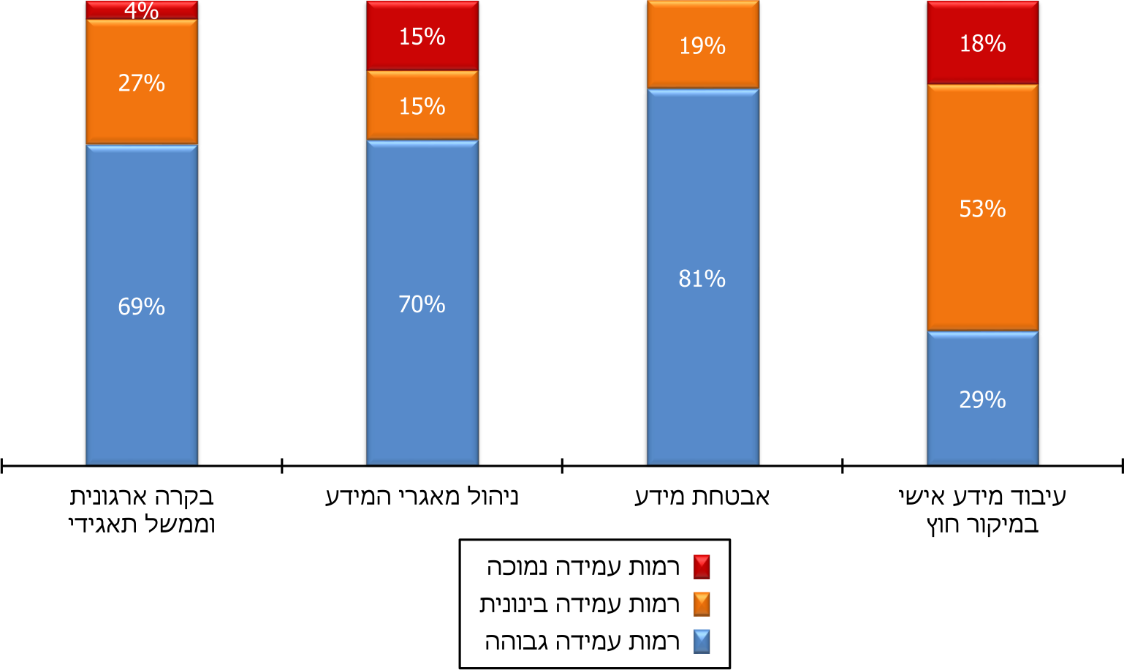 4%
15%
19%
18%
27%
15%
53%
69%
70%
81%
29%
בקרה ארגונית
וממשל תאגידי
ניהול מאגרי המידע
אבטחת מידע
עיבוד מידע אישי
במיקור חוץ
רמות עמידה נמוכה
רמות עמידה בינונית
רמות עמידה גבוהה